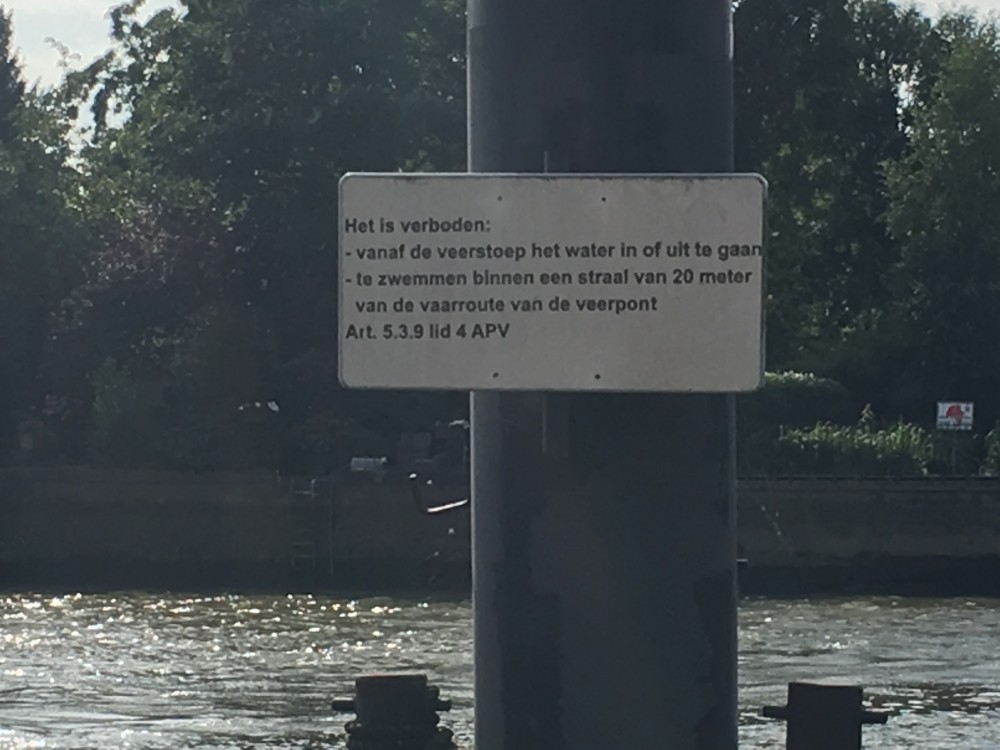 Het is verboden:
- vanaf de veerstoep het water in of uit te gaan
- te zwemmen binnen een straal van 20 meter
van de vaarroute van de veerpont
Art. 5.3.9 lid 4 APV